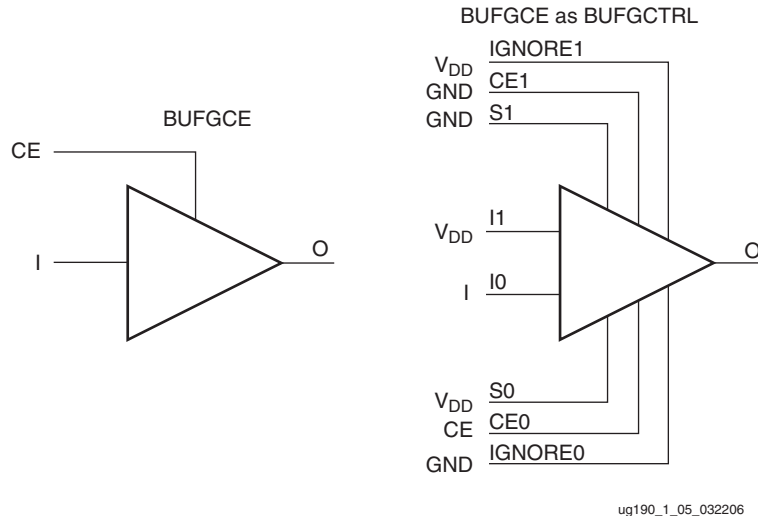 BUFGCE as BUFGCTRL
VDD IGNORE1
GND CE1
GND S1
BUFGCE
CE
VDD I1
I O
I I0
O
VDD S0
CE CE0
GND IGNORE0
ug190_1_05_032206